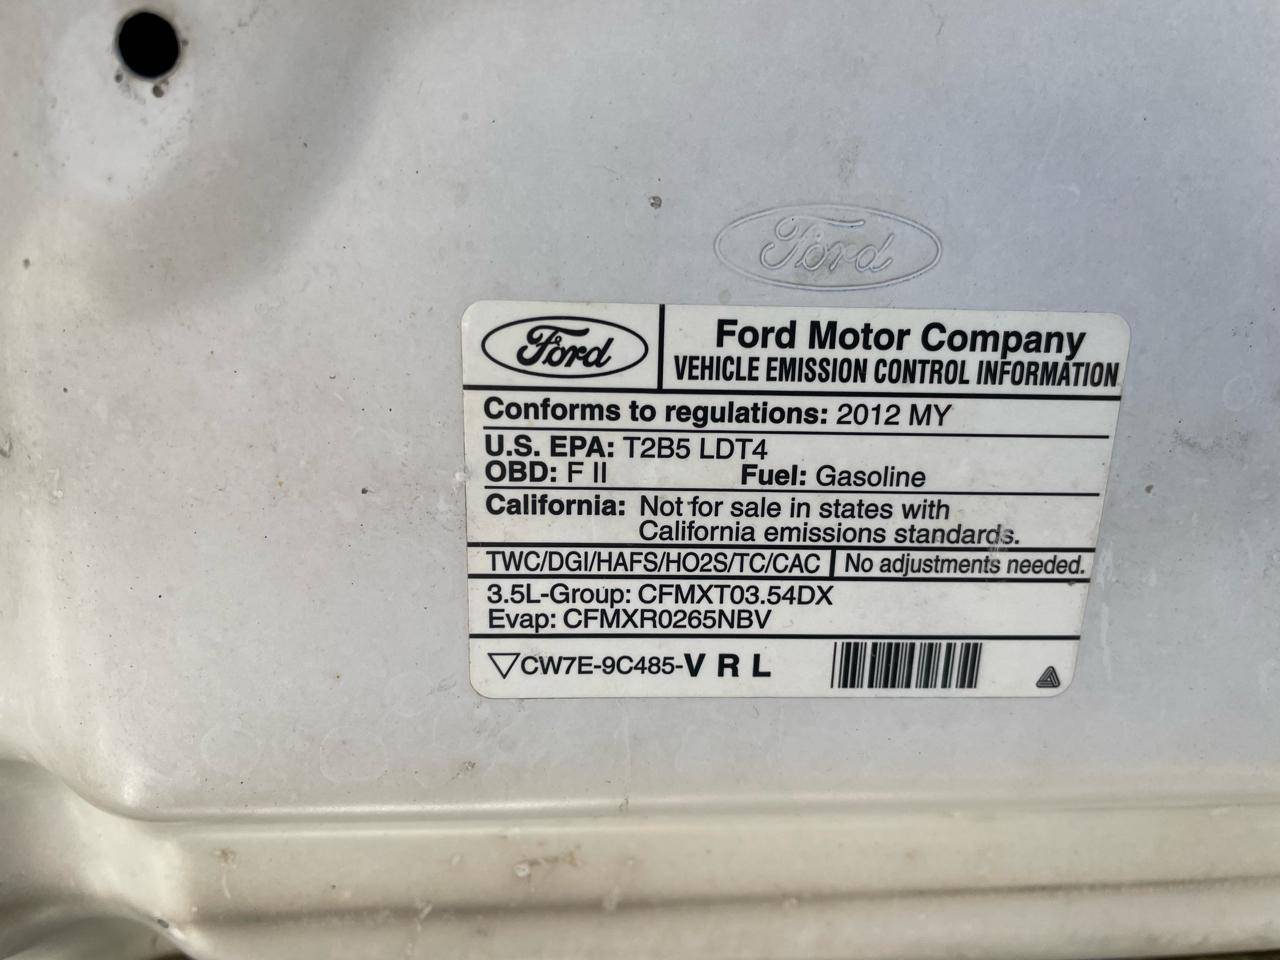 Ford
Ford
Ford Motor Company
VEHICLE EMISSION CONTROL INFORMATION
Conforms to regulations: 2012 MY
U.S. EPA: T2B5 LDT4
OBD: F II Fuel: Gasoline
California: Not for sale in states with
California emissions standards.
TWC/DGI/HAFS/HO2S/TC/CAC No adjustments needed.
3.5L-Group: CFMXT03.54DX
Evap: CFMXR0265NBV
CW7E-9C485-V R L